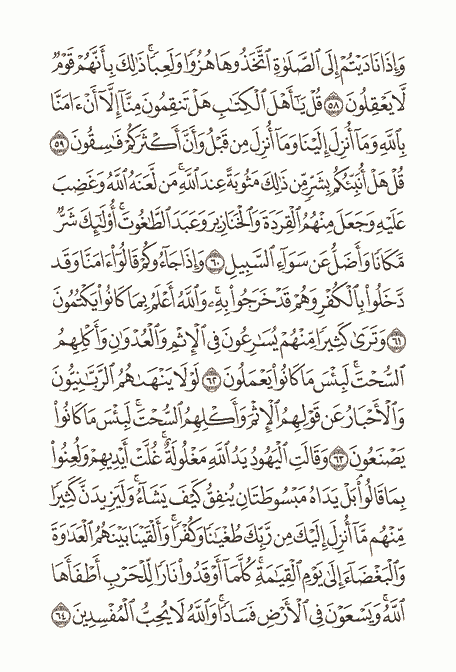 وَإِذَا نَادَيْتُمْ إِلَى ٱلصَّلَوٰةِ ٱتَّخَذُوهَا هُزُوًا وَلَعِبًا ۚ ذَٰلِكَ بِأَنَّهُمْ قَوْمٌ
لَّا يَعْقِلُونَ ۝٥٨ قُلْ يَـٰٓأَهْلَ ٱلْكِتَـٰبِ هَلْ تَنقِمُونَ مِنَّآ إِلَّآ أَنْ ءَامَنَّا
بِٱللَّهِ وَمَآ أُنزِلَ إِلَيْنَا وَمَآ أُنزِلَ مِن قَبْلُ وَأَنَّ أَكْثَرَكُمْ فَـٰسِقُونَ ۝٥٩
قُلْ هَلْ أُنَبِّئُكُم بِشَرٍّ مِّن ذَٰلِكَ مَثُوبَةً عِندَ ٱللَّهِ ۚ مَن لَّعَنَهُ ٱللَّهُ وَغَضِبَ
عَلَيْهِ وَجَعَلَ مِنْهُمُ ٱلْقِرَدَةَ وَٱلْخَنَازِيرَ وَعَبَدَ ٱلطَّـٰغُوتَ ۚ أُو۟لَـٰٓئِكَ شَرٌّ
مَّكَانًا وَأَضَلُّ عَن سَوَآءِ ٱلسَّبِيلِ ۝٦٠ وَإِذَا جَآءُوكُمْ قَالُوٓا۟ ءَامَنَّا وَقَد
دَّخَلُوا۟ بِٱلْكُفْرِ وَهُمْ قَدْ خَرَجُوا۟ بِهِۦ ۚ وَٱللَّهُ أَعْلَمُ بِمَا كَانُوا۟ يَكْتُمُونَ
۝٦١ وَتَرَىٰ كَثِيرًا مِّنْهُمْ يُسَـٰرِعُونَ فِى ٱلْإِثْمِ وَٱلْعُدْوَٰنِ وَأَكْلِهِمُ
ٱلسُّحْتَ ۚ لَبِئْسَ مَا كَانُوا۟ يَعْمَلُونَ ۝٦٢ لَوْلَا يَنْهَىٰهُمُ ٱلرَّبَّـٰنِيُّونَ
وَٱلْأَحْبَارُ عَن قَوْلِهِمُ ٱلْإِثْمَ وَأَكْلِهِمُ ٱلسُّحْتَ ۚ لَبِئْسَ مَا كَانُوا۟
يَصْنَعُونَ ۝٦٣ وَقَالَتِ ٱلْيَهُودُ يَدُ ٱللَّهِ مَغْلُولَةٌ ۚ غُلَّتْ أَيْدِيهِمْ وَلُعِنُوا۟
بِمَا قَالُوا۟ ۘ بَلْ يَدَاهُ مَبْسُوطَتَانِ يُنفِقُ كَيْفَ يَشَآءُ ۚ وَلَيَزِيدَنَّ كَثِيرًا
مِّنْهُم مَّآ أُنزِلَ إِلَيْكَ مِن رَّبِّكَ طُغْيَـٰنًا وَكُفْرًا ۚ وَأَلْقَيْنَا بَيْنَهُمُ ٱلْعَدَٰوَةَ
وَٱلْبَغْضَآءَ إِلَىٰ يَوْمِ ٱلْقِيَـٰمَةِ ۚ كُلَّمَآ أَوْقَدُوا۟ نَارًا لِّلْحَرْبِ أَطْفَأَهَا
ٱللَّهُ ۚ وَيَسْعَوْنَ فِى ٱلْأَرْضِ فَسَادًا ۚ وَٱللَّهُ لَا يُحِبُّ ٱلْمُفْسِدِينَ ۝٦٤